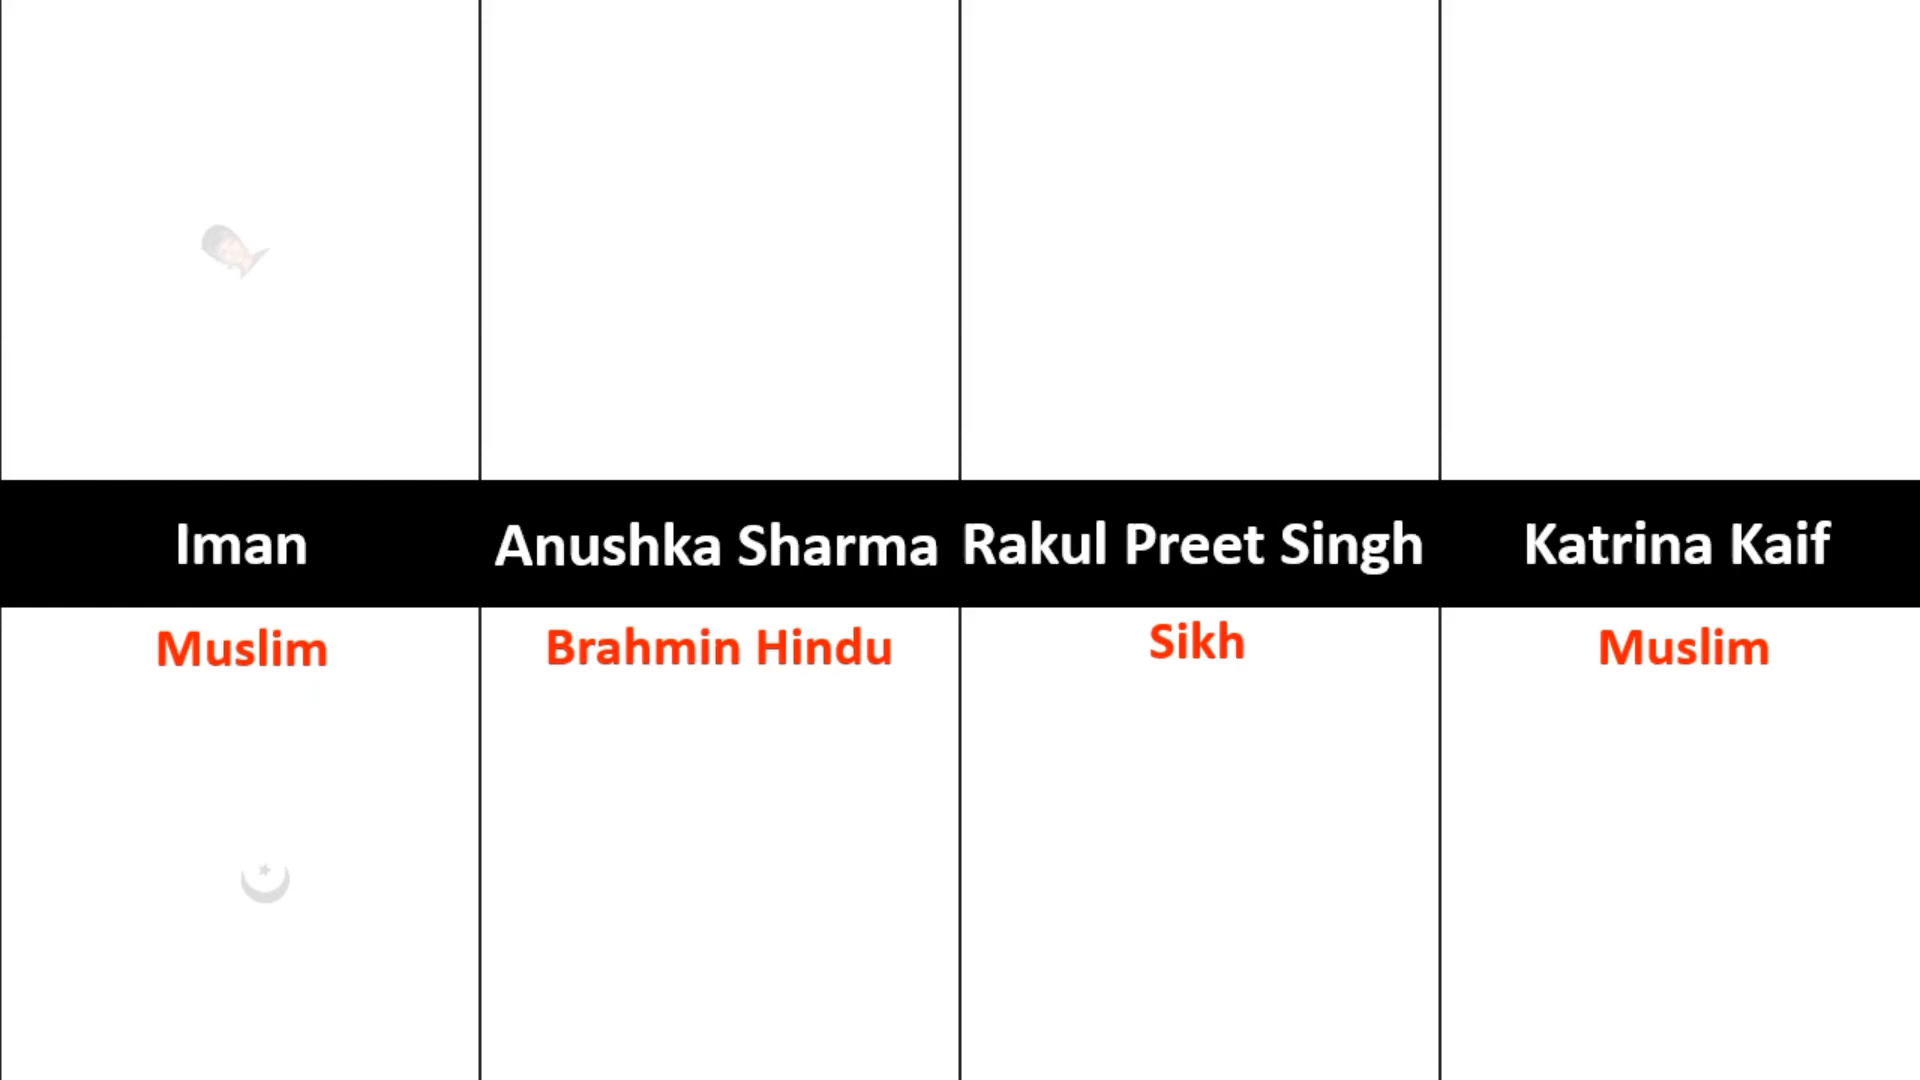 Iman
Anushka Sharma
Rakul Preet Singh
Katrina Kaif
Muslim
Brahmin Hindu
Sikh
Muslim